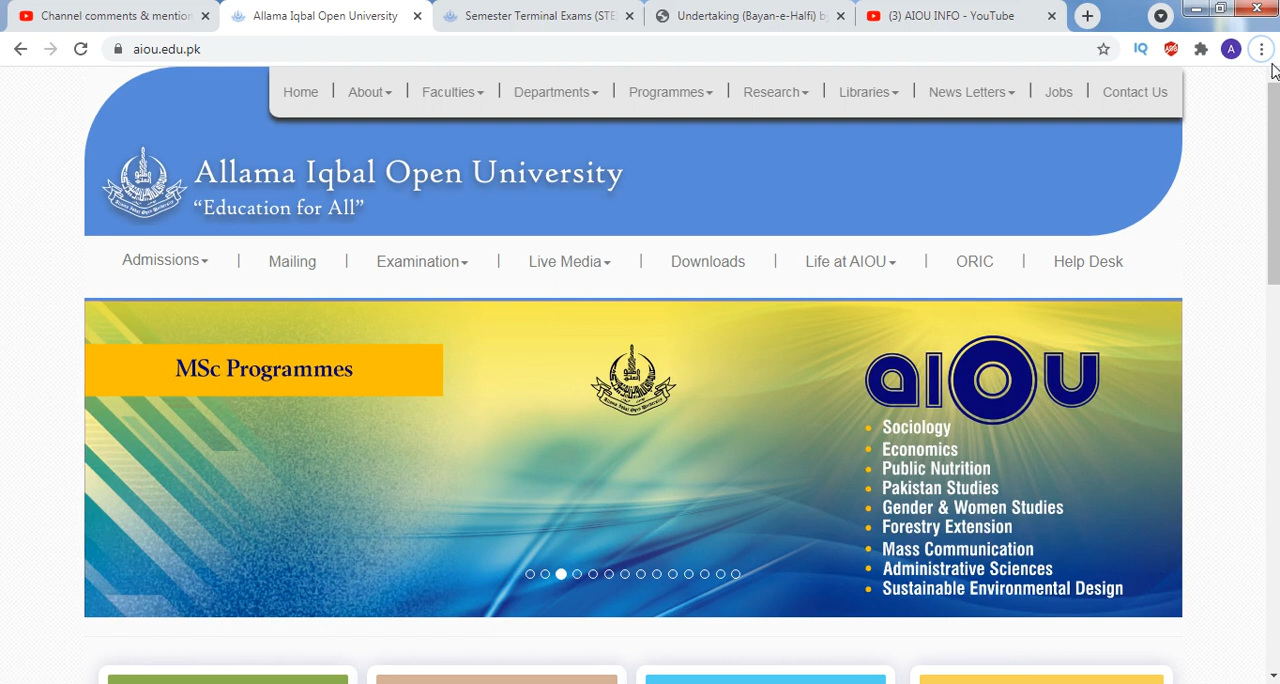 Channel comments & mention
Allama Iqbal Open University
Semester Terminal Exams (STE
Undertaking (Bayan-e-Halfi) by
(3) AIOU INFO - YouTube
aiou.edu.pk
IQ
A
Home | About | Faculties | Departments | Programmes | Research | Libraries | News Letters | Jobs | Contact Us
Allama Iqbal Open University
“Education for All”
Admissions | Mailing | Examination | Live Media | Downloads | Life at AIOU | ORIC | Help Desk
MSc Programmes
AIOU
• Sociology
• Economics
• Public Nutrition
• Pakistan Studies
• Gender & Women Studies
• Forestry Extension
• Mass Communication
• Administrative Sciences
• Sustainable Environmental Design